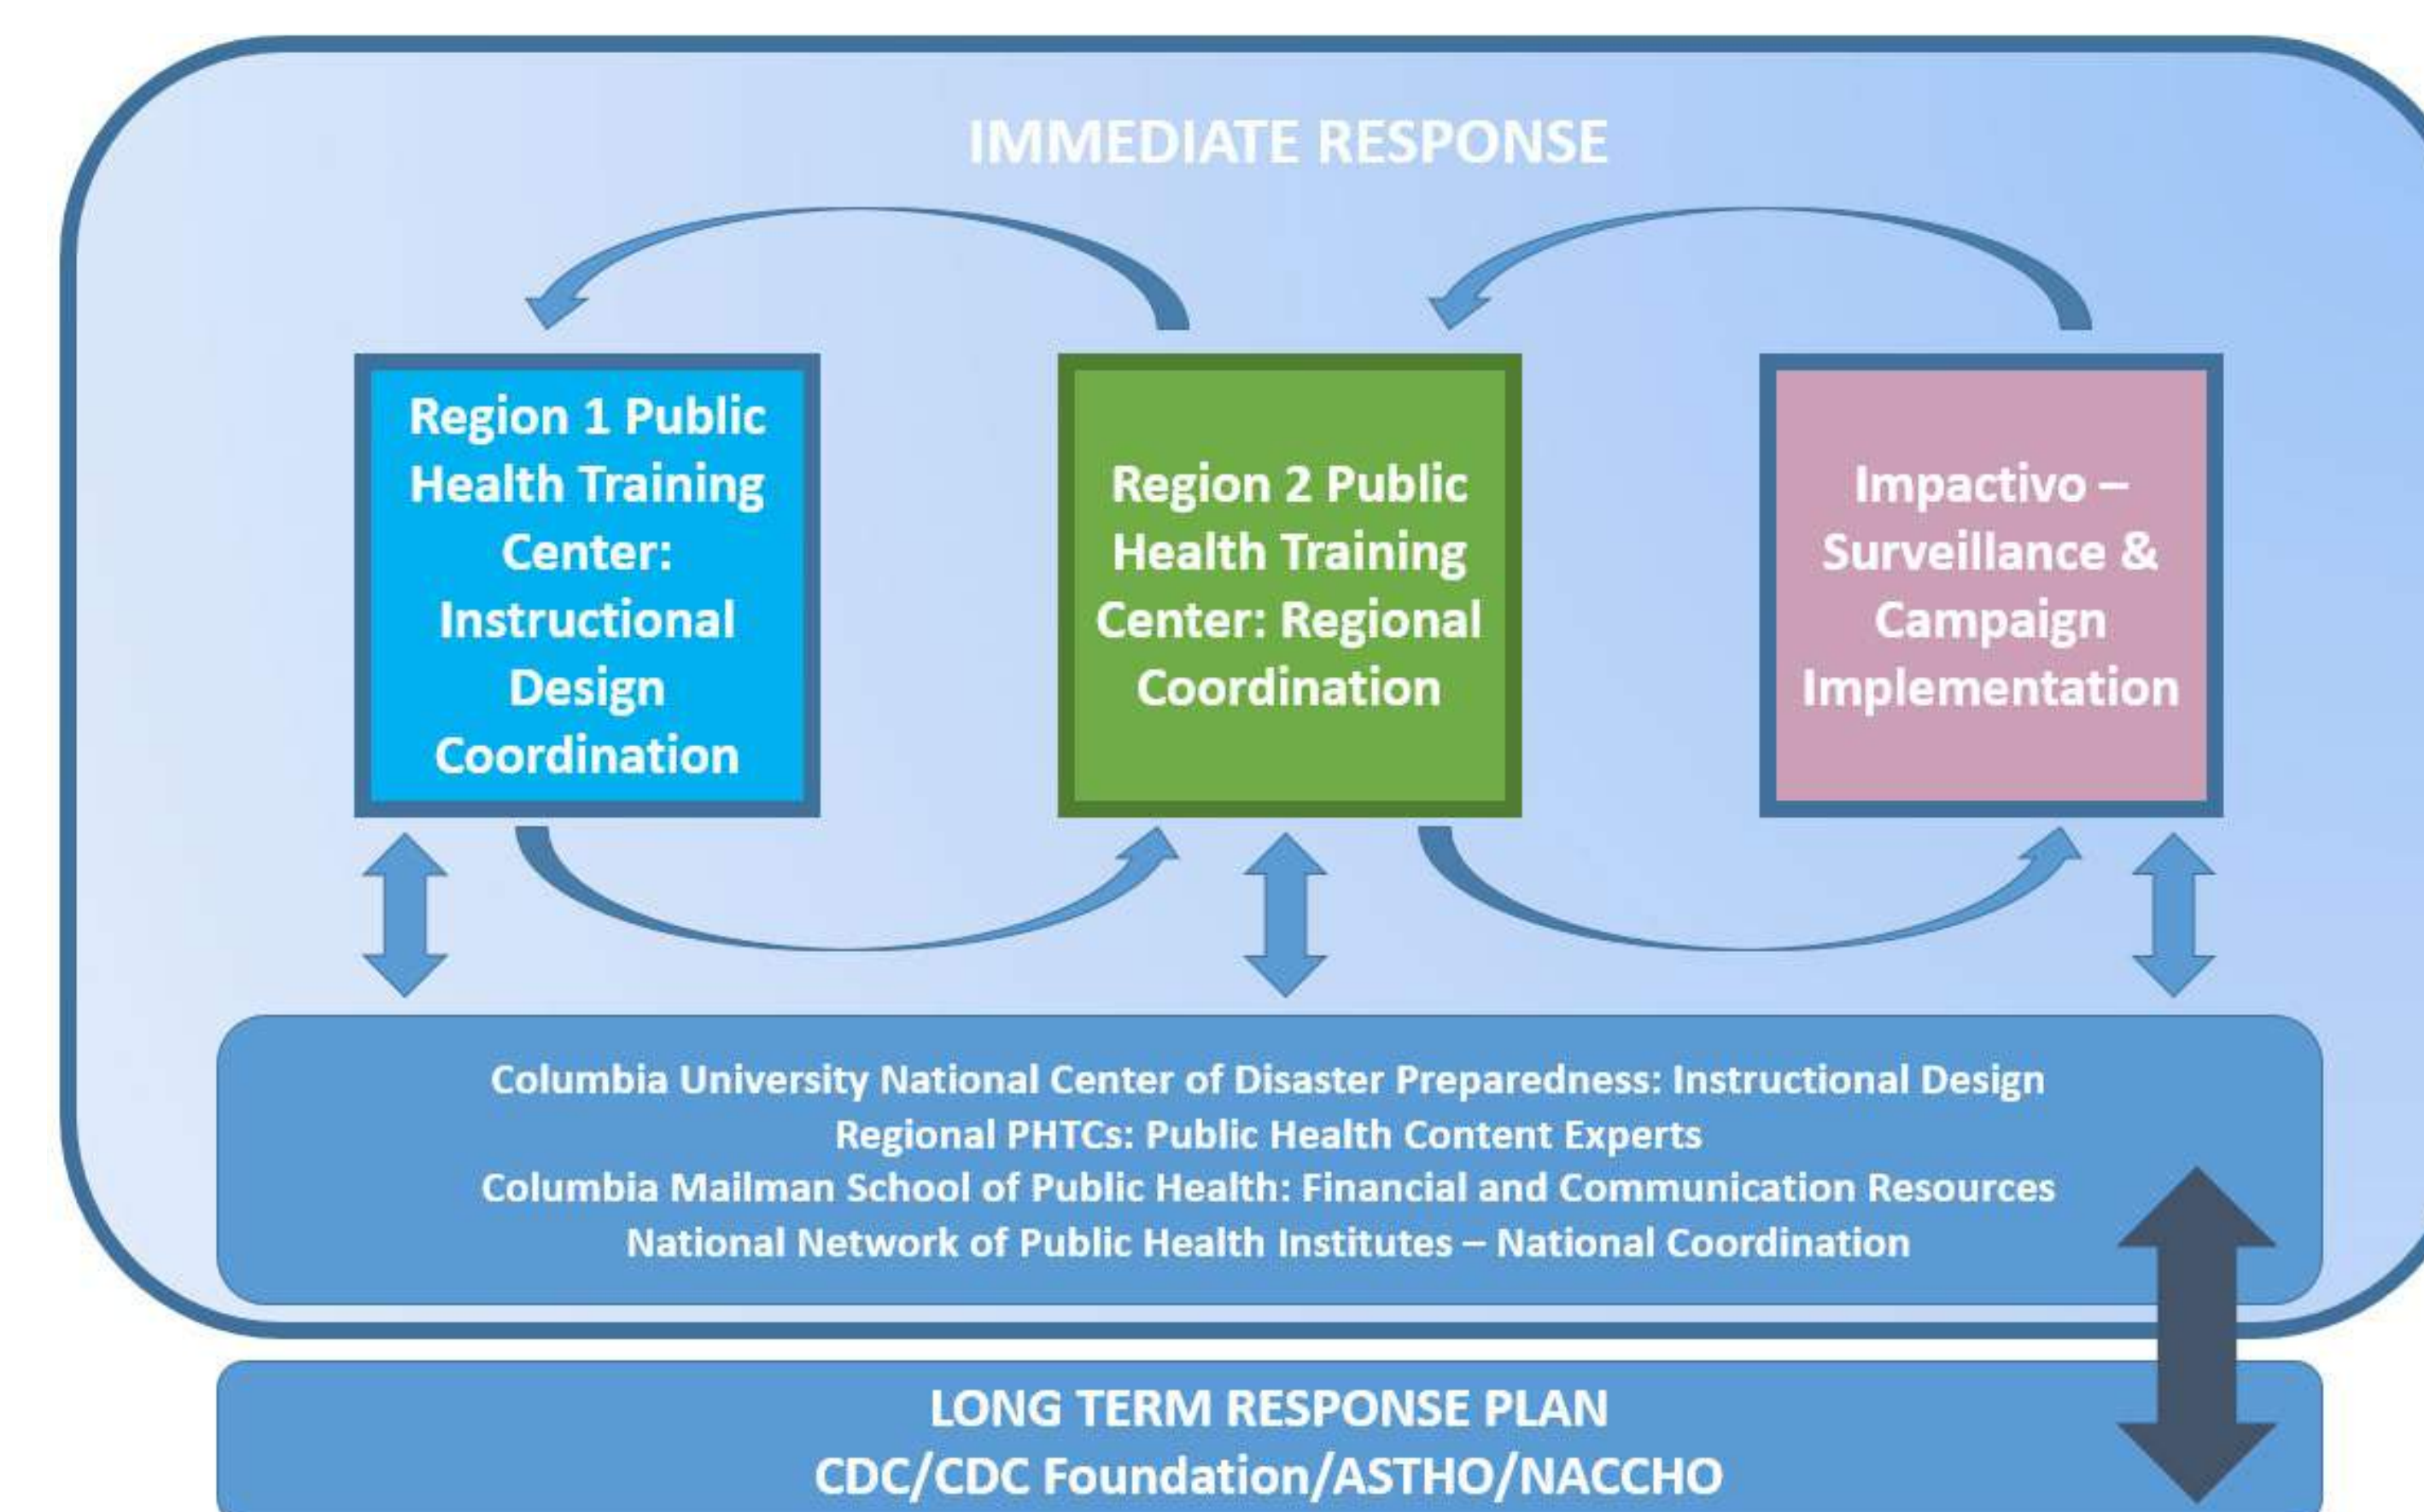 IMMEDIATE RESPONSE
Region 1 Public
Health Training
Center:
Instructional
Design
Coordination
Region 2 Public
Health Training
Center: Regional
Coordination
Impactivo –
Surveillance &
Campaign
Implementation
Columbia University National Center of Disaster Preparedness: Instructional Design
Regional PHTCs: Public Health Content Experts
Columbia Mailman School of Public Health: Financial and Communication Resources
National Network of Public Health Institutes – National Coordination
LONG TERM RESPONSE PLAN
CDC/CDC Foundation/ASTHO/NACCHO